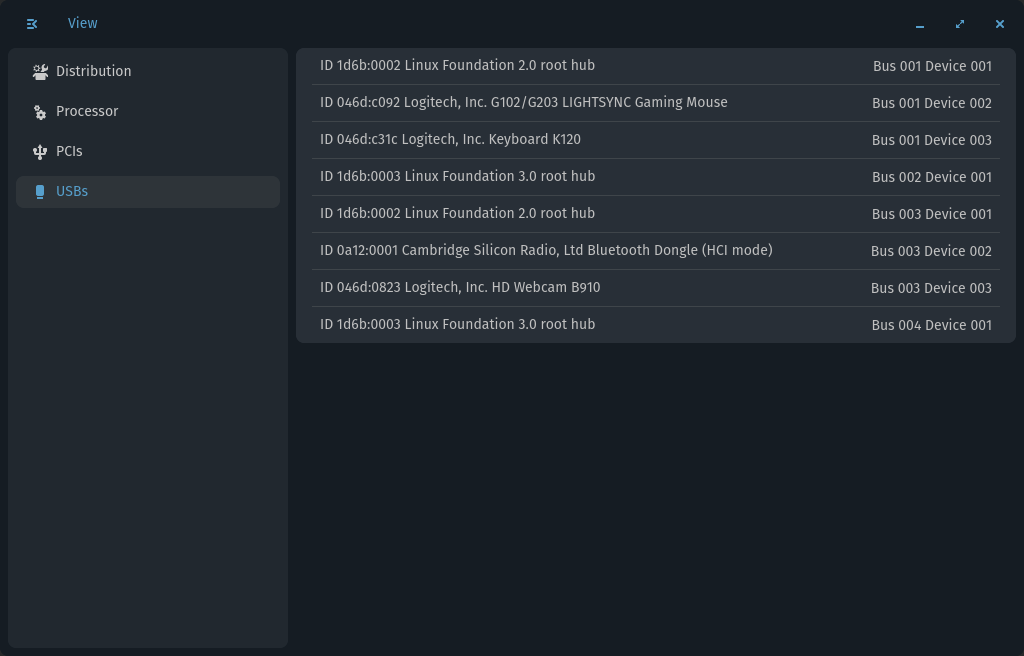 View
Distribution
Processor
PCIs
USBs
ID 1d6b:0002 Linux Foundation 2.0 root hub Bus 001 Device 001
ID 046d:c092 Logitech, Inc. G102/G203 LIGHTSYNC Gaming Mouse Bus 001 Device 002
ID 046d:c31c Logitech, Inc. Keyboard K120 Bus 001 Device 003
ID 1d6b:0003 Linux Foundation 3.0 root hub Bus 002 Device 001
ID 1d6b:0002 Linux Foundation 2.0 root hub Bus 003 Device 001
ID 0a12:0001 Cambridge Silicon Radio, Ltd Bluetooth Dongle (HCI mode) Bus 003 Device 002
ID 046d:0823 Logitech, Inc. HD Webcam B910 Bus 003 Device 003
ID 1d6b:0003 Linux Foundation 3.0 root hub Bus 004 Device 001